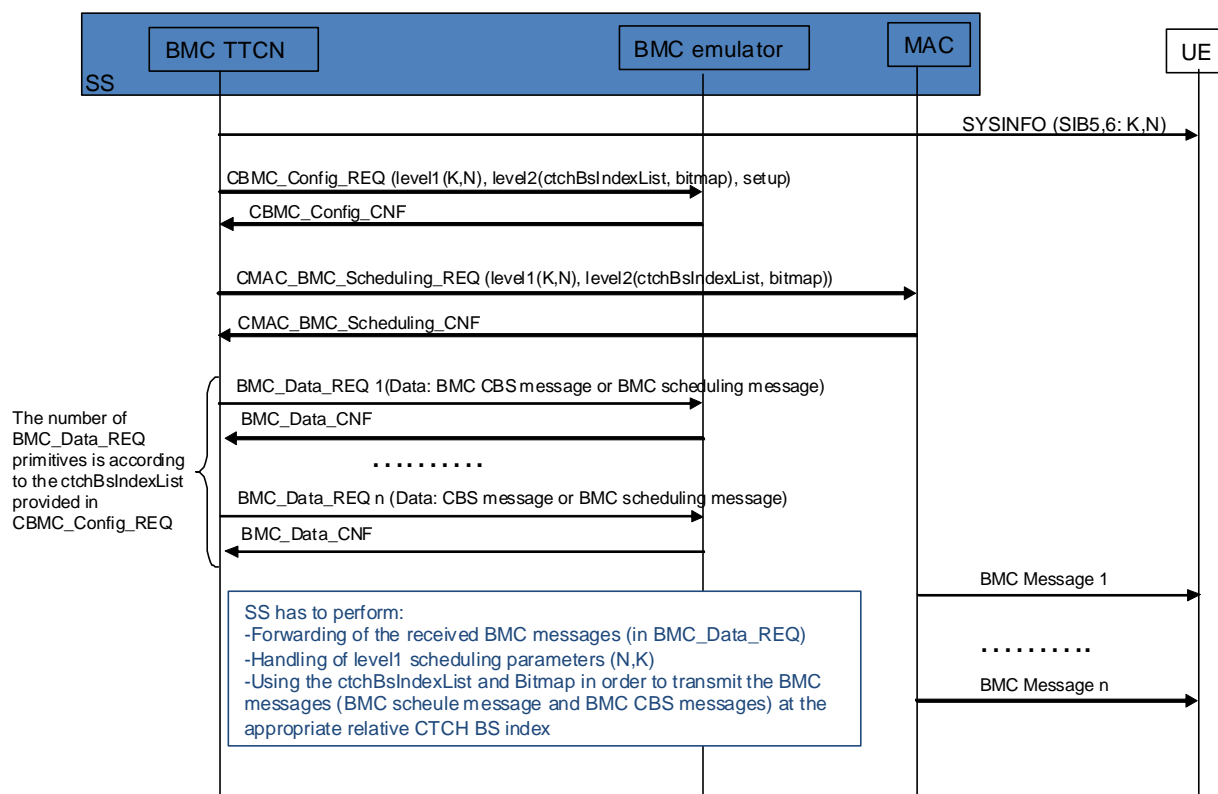 BMC TTCN
BMC emulator
MAC
UE
SS
SYSINFO (SIB5,6: K,N)
CBMC_Config_REQ (level1(K,N), level2(ctchBsIndexList, bitmap), setup)
CBMC_Config_CNF
CMAC_BMC_Scheduling_REQ (level1(K,N), level2(ctchBsIndexList, bitmap))
CMAC_BMC_Scheduling_CNF
BMC_Data_REQ 1(Data: BMC CBS message or BMC scheduling message)
BMC_Data_CNF
..........
BMC_Data_REQ n (Data: CBS message or BMC scheduling message)
BMC_Data_CNF
The number of
BMC_Data_REQ
primitives is according
to the ctchBsIndexList
provided in
CBMC_Config_REQ
BMC Message 1
..........
BMC Message n
SS has to perform:
-Forwarding of the received BMC messages (in BMC_Data_REQ)
-Handling of level1 scheduling parameters (N,K)
-Using the ctchBsIndexList and Bitmap in order to transmit the BMC
messages (BMC scheule message and BMC CBS messages) at the
appropriate relative CTCH BS index